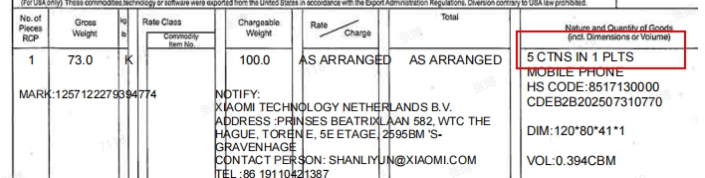 (For USA only) These commodities,technology or software were exported from the United States in accordance with the Export Administration Regulations. Diversion contrary to USA law prohibited.
No. of Pieces RCP
Gross Weight
kg lb
Rate Class
Commodity Item No.
Chargeable Weight
Rate / Charge
Total
Nature and Quantity of Goods (incl. Dimensions or Volume)
1 73.0 K 100.0 AS ARRANGED AS ARRANGED 5 CTNS IN 1 PLTS
MOBILE PHONE
HS CODE:8517130000
CDEB2B202507310770
DIM:120*80*41*1
VOL:0.394CBM
MARK:1257122279394774
NOTIFY:
XIAOMI TECHNOLOGY NETHERLANDS B.V.
ADDRESS :PRINSES BEATRIXLAAN 582, WTC THE
HAGUE, TOREN E, 5E ETAGE, 2595BM 'S-
GRAVENHAGE
CONTACT PERSON: SHANLIYUN@XIAOMI.COM
TEL :86 19110421387